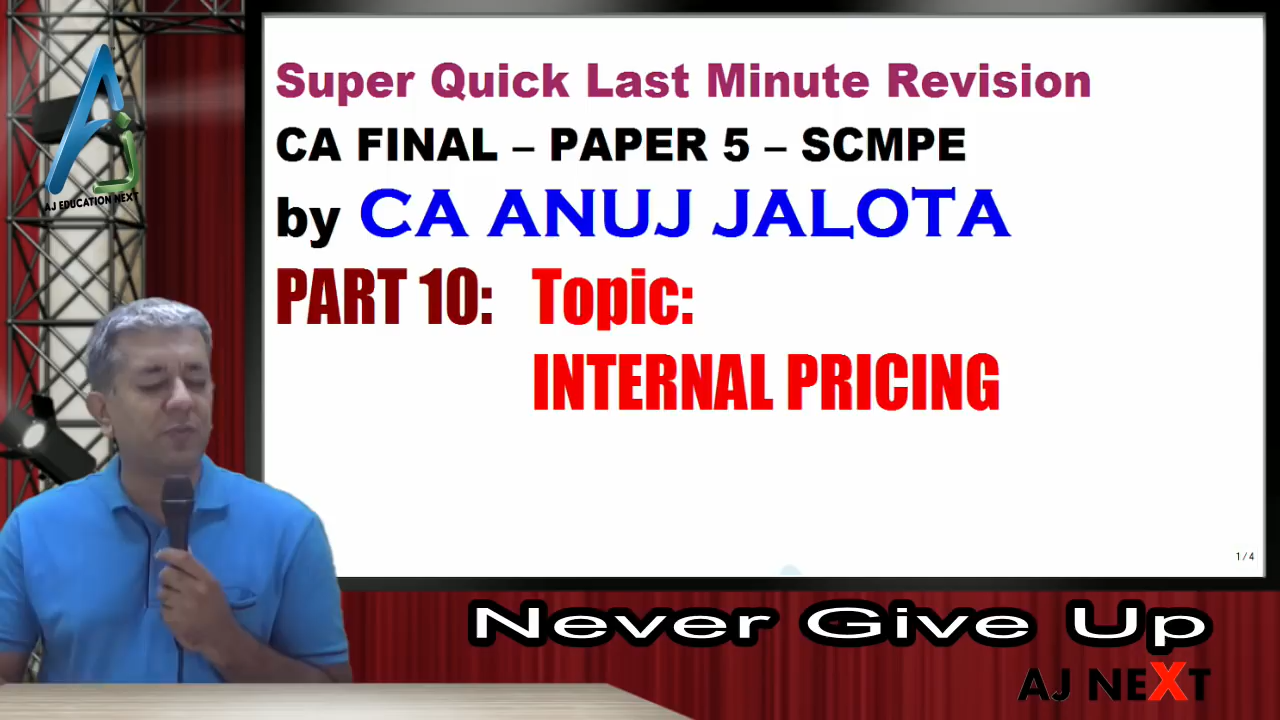 Super Quick Last Minute Revision
CA FINAL – PAPER 5 – SCMPE
by CA ANUJ JALOTA
PART 10: Topic:
INTERNAL PRICING
AJ EDUCATION NEXT
1/4
Never Give Up
AJ NEXT